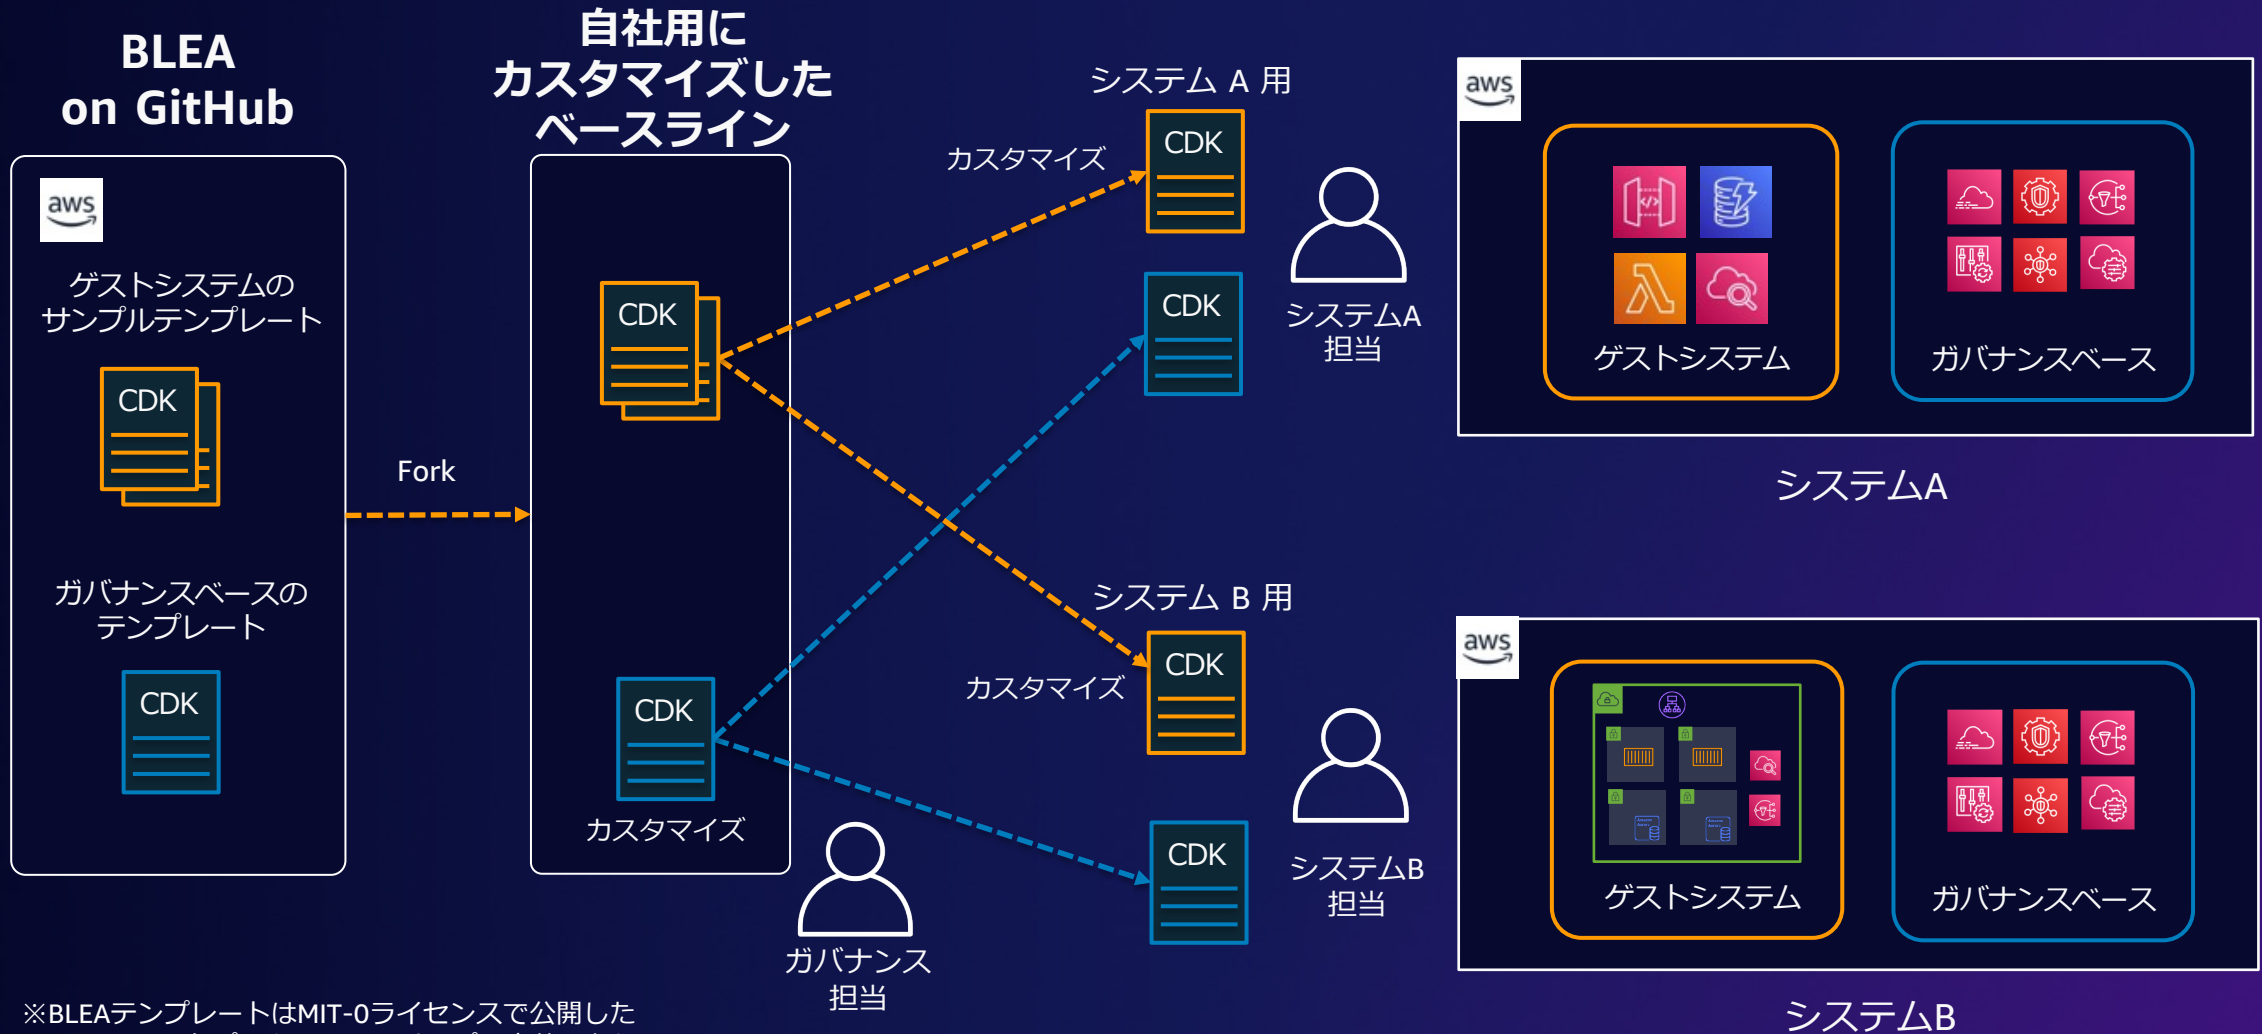 BLEA
on GitHub
aws
ゲストシステムの
サンプルテンプレート
CDK
ガバナンスベースの
テンプレート
CDK
Fork
自社用に
カスタマイズした
ベースライン
CDK
CDK
カスタマイズ
ガバナンス
担当
システム A 用
カスタマイズ
CDK
CDK
システムA
担当
システム B 用
カスタマイズ
CDK
CDK
システムB
担当
aws
ゲストシステム
ガバナンスベース
システムA
aws
ゲストシステム
ガバナンスベース
システムB
※BLEAテンプレートはMIT-0ライセンスで公開した